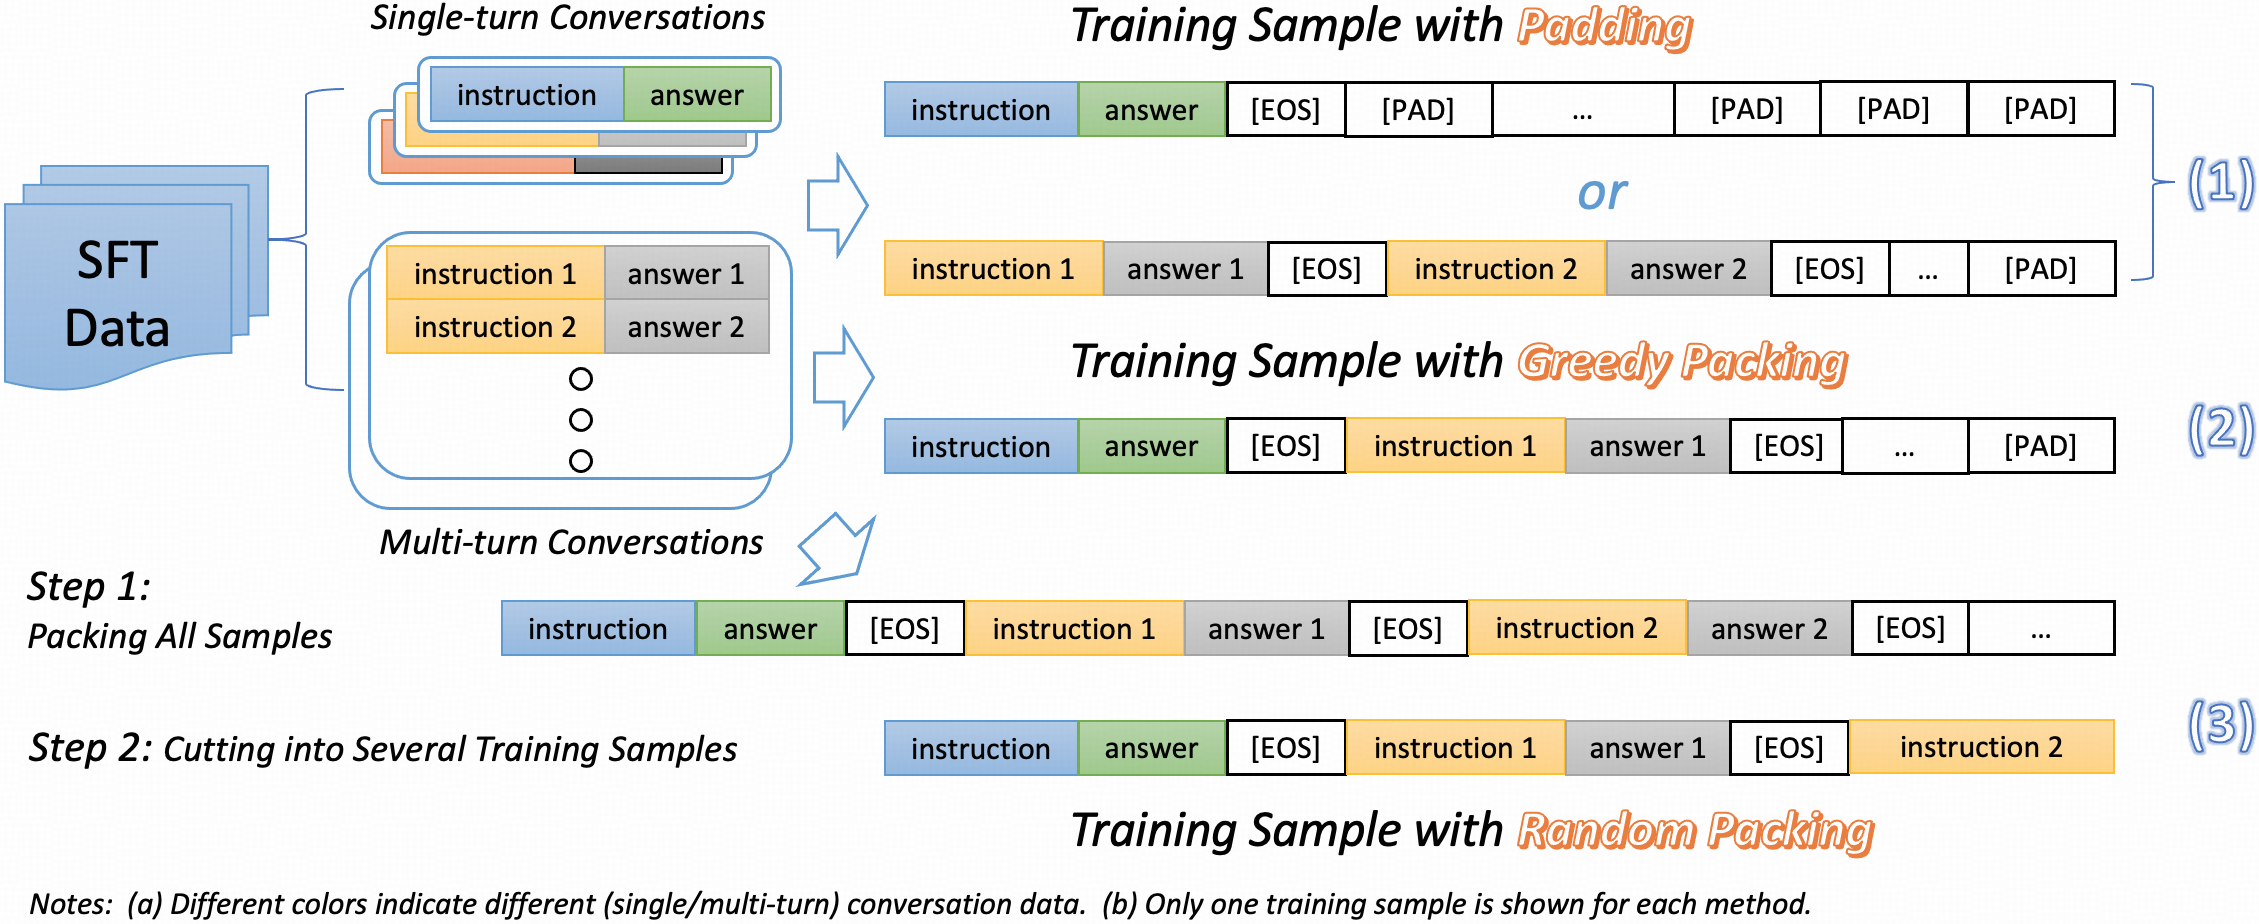 Single-turn Conversations
instruction answer
SFT
Data
instruction 1 answer 1
instruction 2 answer 2
Multi-turn Conversations
Training Sample with Padding
instruction answer [EOS] [PAD] ... [PAD] [PAD] [PAD]
or
(1)
instruction 1 answer 1 [EOS] instruction 2 answer 2 [EOS] ... [PAD]
Training Sample with Greedy Packing
(2)
instruction answer [EOS] instruction 1 answer 1 [EOS] ... [PAD]
Step 1:
Packing All Samples
instruction answer [EOS] instruction 1 answer 1 [EOS] instruction 2 answer 2 [EOS] ...
(3)
Step 2: Cutting into Several Training Samples
instruction answer [EOS] instruction 1 answer 1 [EOS] instruction 2
Training Sample with Random Packing
Notes: (a) Different colors indicate different (single/multi-turn) conversation data. (b) Only one training sample is shown for each method.